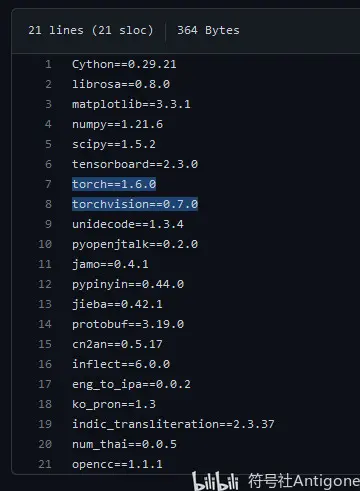 21 lines (21 sloc) 364 Bytes
1 Cython==0.29.21
2 librosa==0.8.0
3 matplotlib==3.3.1
4 numpy==1.21.6
5 scipy==1.5.2
6 tensorboard==2.3.0
7 torch==1.6.0
8 torchvision==0.7.0
9 unidecode==1.3.4
10 pyopenjtalk==0.2.0
11 jamo==0.4.1
12 pypinyin==0.44.0
13 jieba==0.42.1
14 protobuf==3.19.0
15 cn2an==0.5.17
16 inflect==6.0.0
17 eng_to_ipa==0.0.2
18 ko_pron==1.3
19 indic_transliteration==2.3.37
20 num_thai==0.0.5
21 opencc==1.1.1
bilibili 符号社Antigone